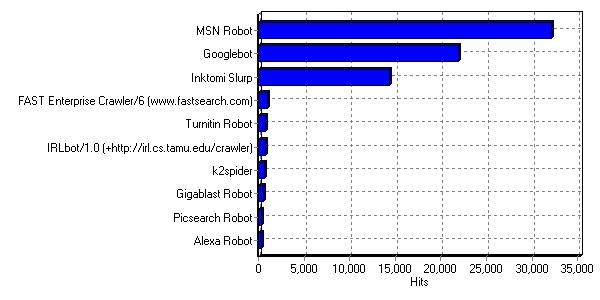 MSN Robot
Googlebot
Inktomi Slurp
FAST Enterprise Crawler/6 (www.fastsearch.com)
Turnitin Robot
IRLbot/1.0 (+http://irl.cs.tamu.edu/crawler)
k2spider
Gigablast Robot
Picsearch Robot
Alexa Robot
0 5,000 10,000 15,000 20,000 25,000 30,000 35,000
Hits